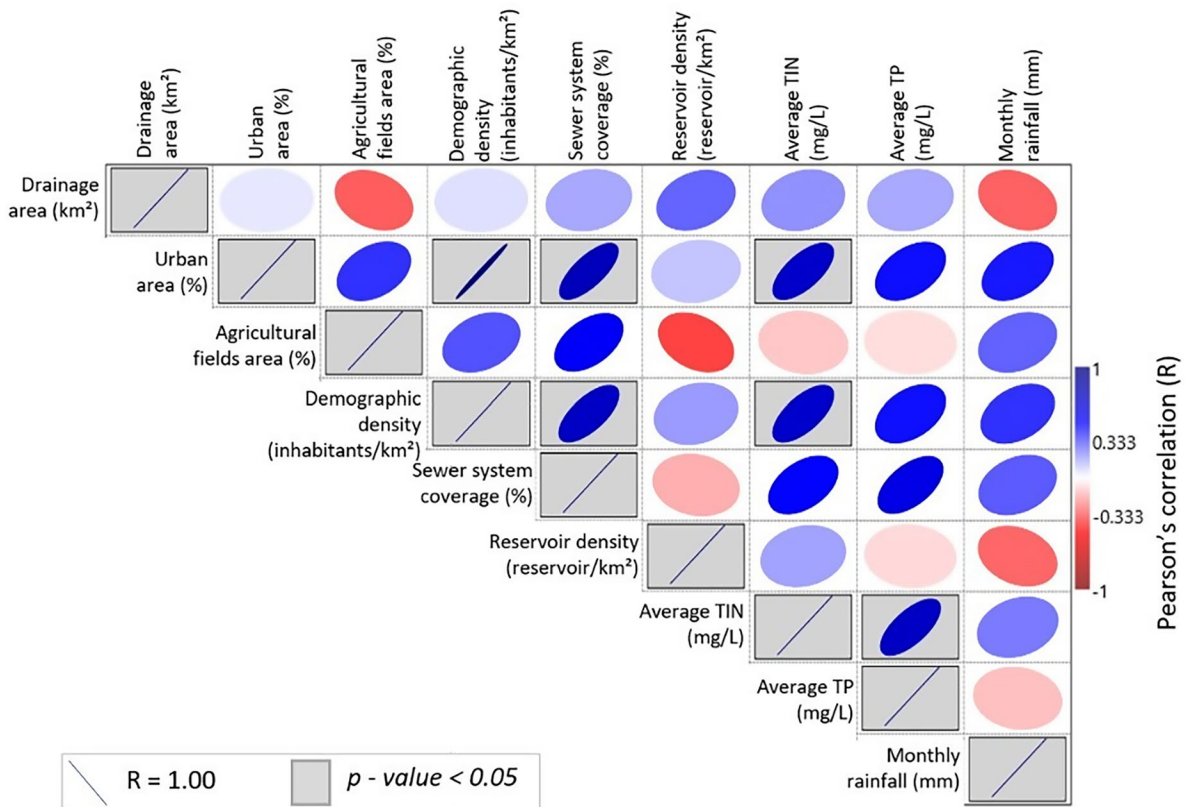 Drainage
area (km²)
Urban
area (%)
Agricultural
fields area (%)
Demographic
density
(inhabitants/km²)
Sewer system
coverage (%)
Reservoir density
(reservoir/km²)
Average TIN
(mg/L)
Average TP
(mg/L)
Monthly
rainfall (mm)
Drainage
area (km²)
Urban
area (%)
Agricultural
fields area (%)
Demographic
density
(inhabitants/km²)
Sewer system
coverage (%)
Reservoir density
(reservoir/km²)
Average TIN
(mg/L)
Average TP
(mg/L)
Monthly
rainfall (mm)
1
0.333
-0.333
-1
Pearson's correlation (R)
R = 1.00
p - value < 0.05